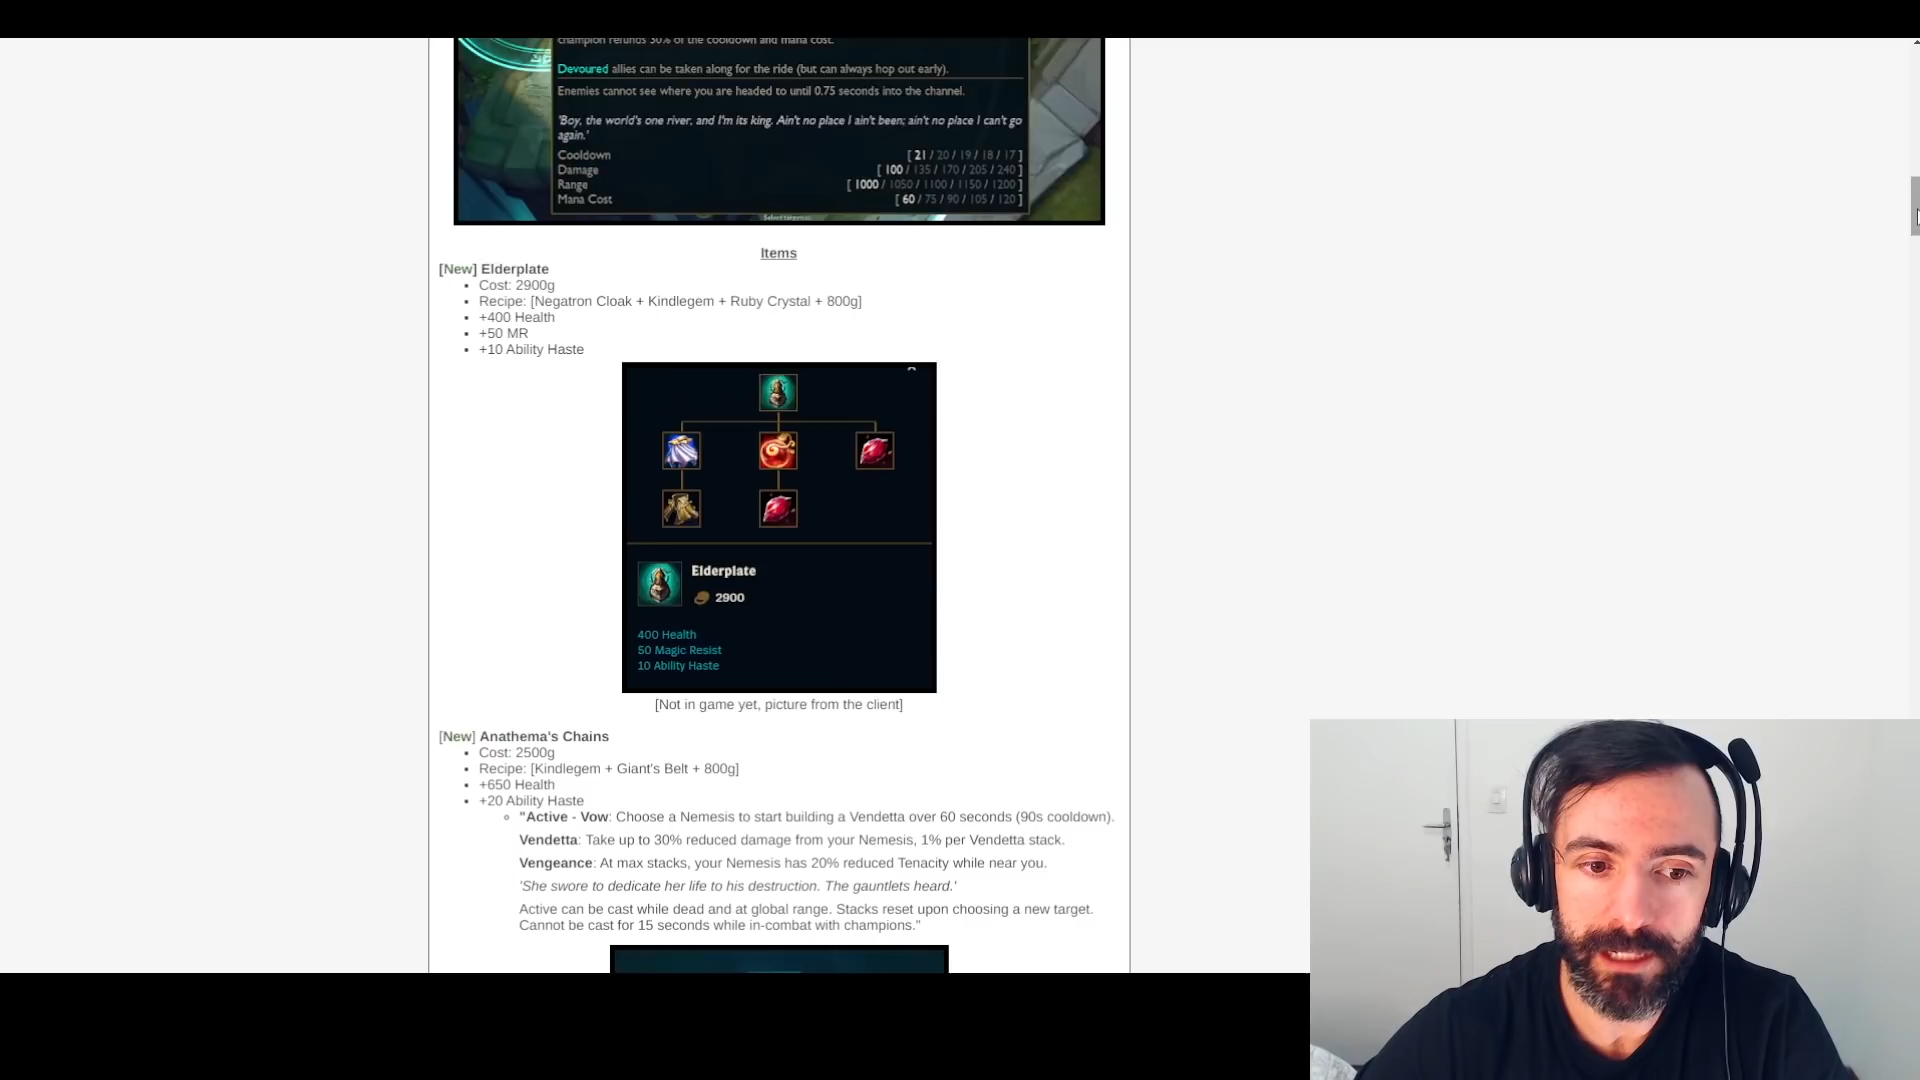 champion refunds 30% of the cooldown and mana cost.
Devoured allies can be taken along for the ride (but can always hop out early).
Enemies cannot see where you are headed to until 0.75 seconds into the channel.
'Boy, the world's one river, and I'm its king. Ain't no place I ain't been; ain't no place I can't go
again.'
Cooldown [ 21 / 20 / 19 / 18 / 17 ]
Damage [ 100 / 135 / 170 / 205 / 240 ]
Range [ 1000 / 1050 / 1100 / 1150 / 1200 ]
Mana Cost [ 60 / 75 / 90 / 105 / 120 ]
Items
[New] Elderplate
• Cost: 2900g
• Recipe: [Negatron Cloak + Kindlegem + Ruby Crystal + 800g]
• +400 Health
• +50 MR
• +10 Ability Haste
Elderplate
2900
400 Health
50 Magic Resist
10 Ability Haste
[Not in game yet, picture from the client]
[New] Anathema's Chains
• Cost: 2500g
• Recipe: [Kindlegem + Giant's Belt + 800g]
• +650 Health
• +20 Ability Haste
"Active - Vow: Choose a Nemesis to start building a Vendetta over 60 seconds (90s cooldown).
Vendetta: Take up to 30% reduced damage from your Nemesis, 1% per Vendetta stack.
Vengeance: At max stacks, your Nemesis has 20% reduced Tenacity while near you.
'She swore to dedicate her life to his destruction. The gauntlets heard.'
Active can be cast while dead and at global range. Stacks reset upon choosing a new target.
Cannot be cast for 15 seconds while in-combat with champions."